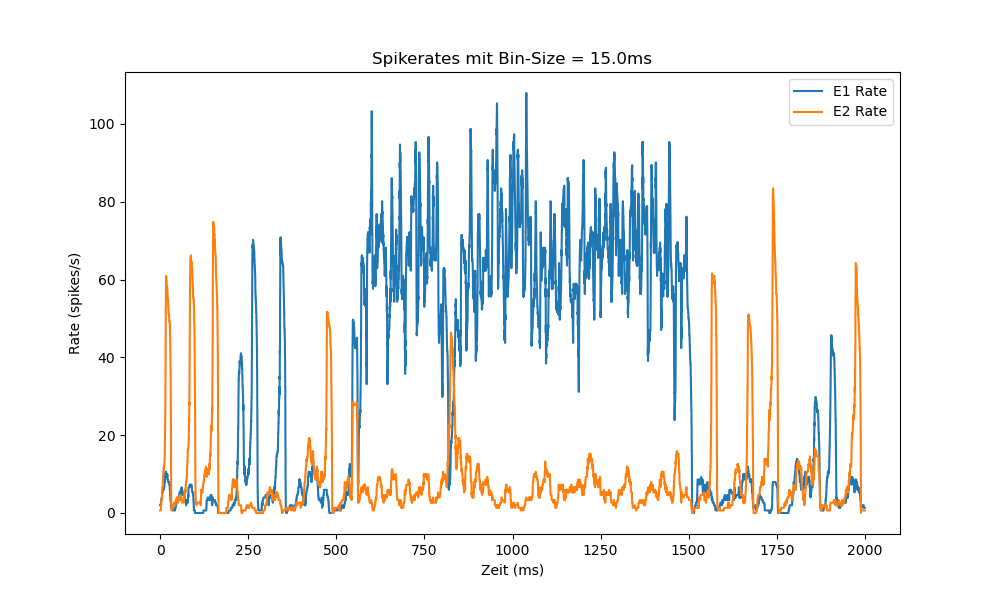 Spikerates mit Bin-Size = 15.0ms
E1 Rate
E2 Rate
Rate (spikes/s)
100
80
60
40
20
0
0 250 500 750 1000 1250 1500 1750 2000
Zeit (ms)